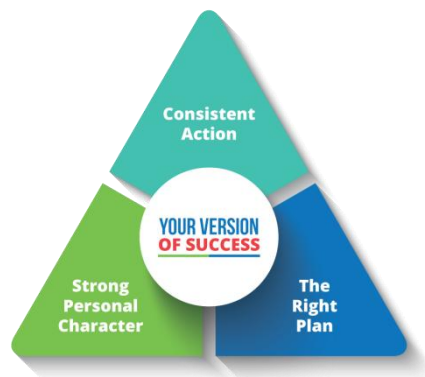 Consistent
Action
YOUR VERSION
OF SUCCESS
Strong
Personal
Character
The
Right
Plan